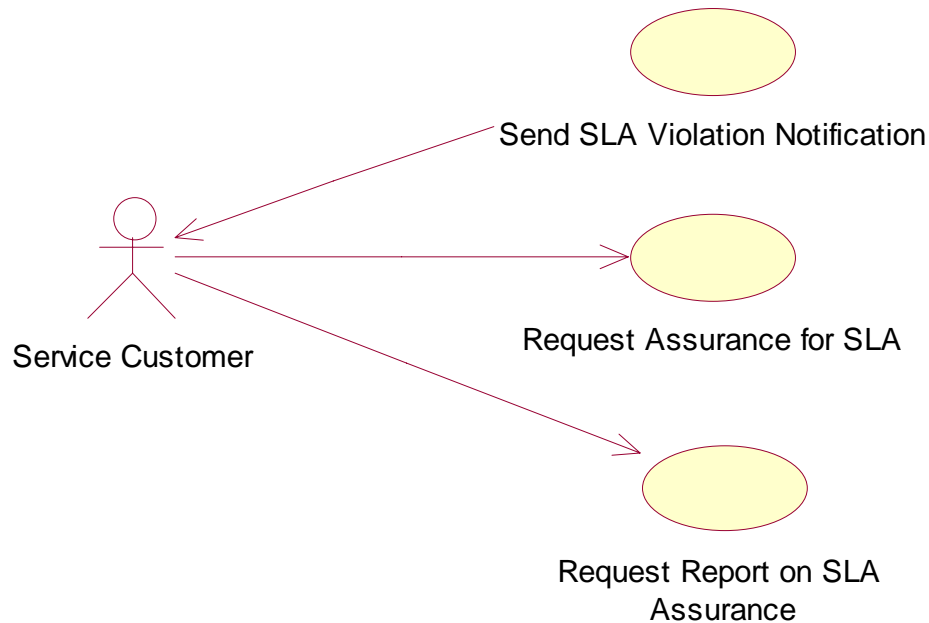 Send SLA Violation Notification
Request Assurance for SLA
Service Customer
Request Report on SLA
Assurance